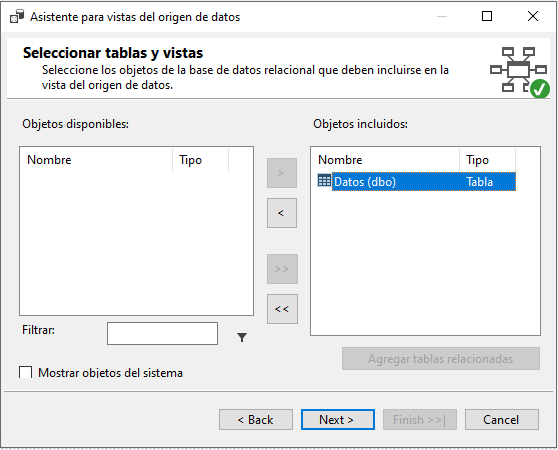 Asistente para vistas del origen de datos
Seleccionar tablas y vistas
Seleccione los objetos de la base de datos relacional que deben incluirse en la
vista del origen de datos.
Objetos disponibles:
Objetos incluidos:
Nombre Tipo
Nombre Tipo
>
Datos (dbo) Tabla
<
>>
<<
Filtrar:
Agregar tablas relacionadas
Mostrar objetos del sistema
< Back Next > Finish >>| Cancel